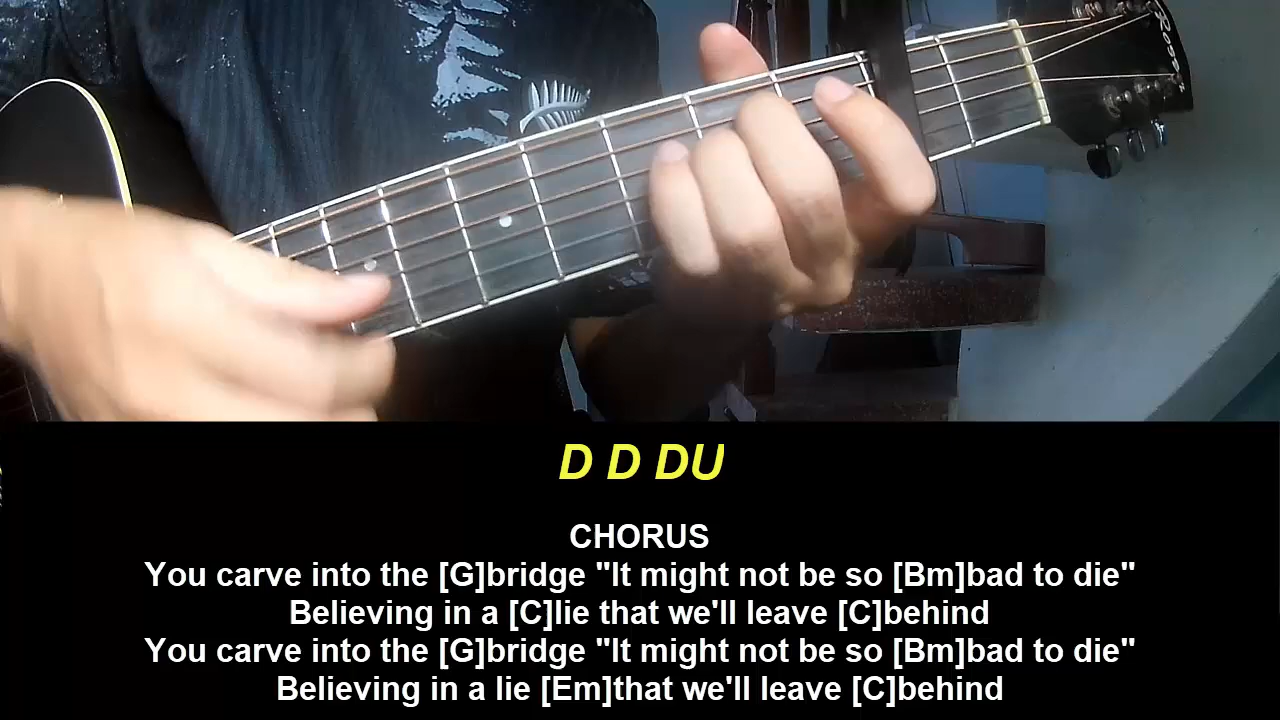 D D DU
CHORUS
You carve into the [G]bridge "It might not be so [Bm]bad to die"
Believing in a [C]lie that we'll leave [C]behind
You carve into the [G]bridge "It might not be so [Bm]bad to die"
Believing in a lie [Em]that we'll leave [C]behind